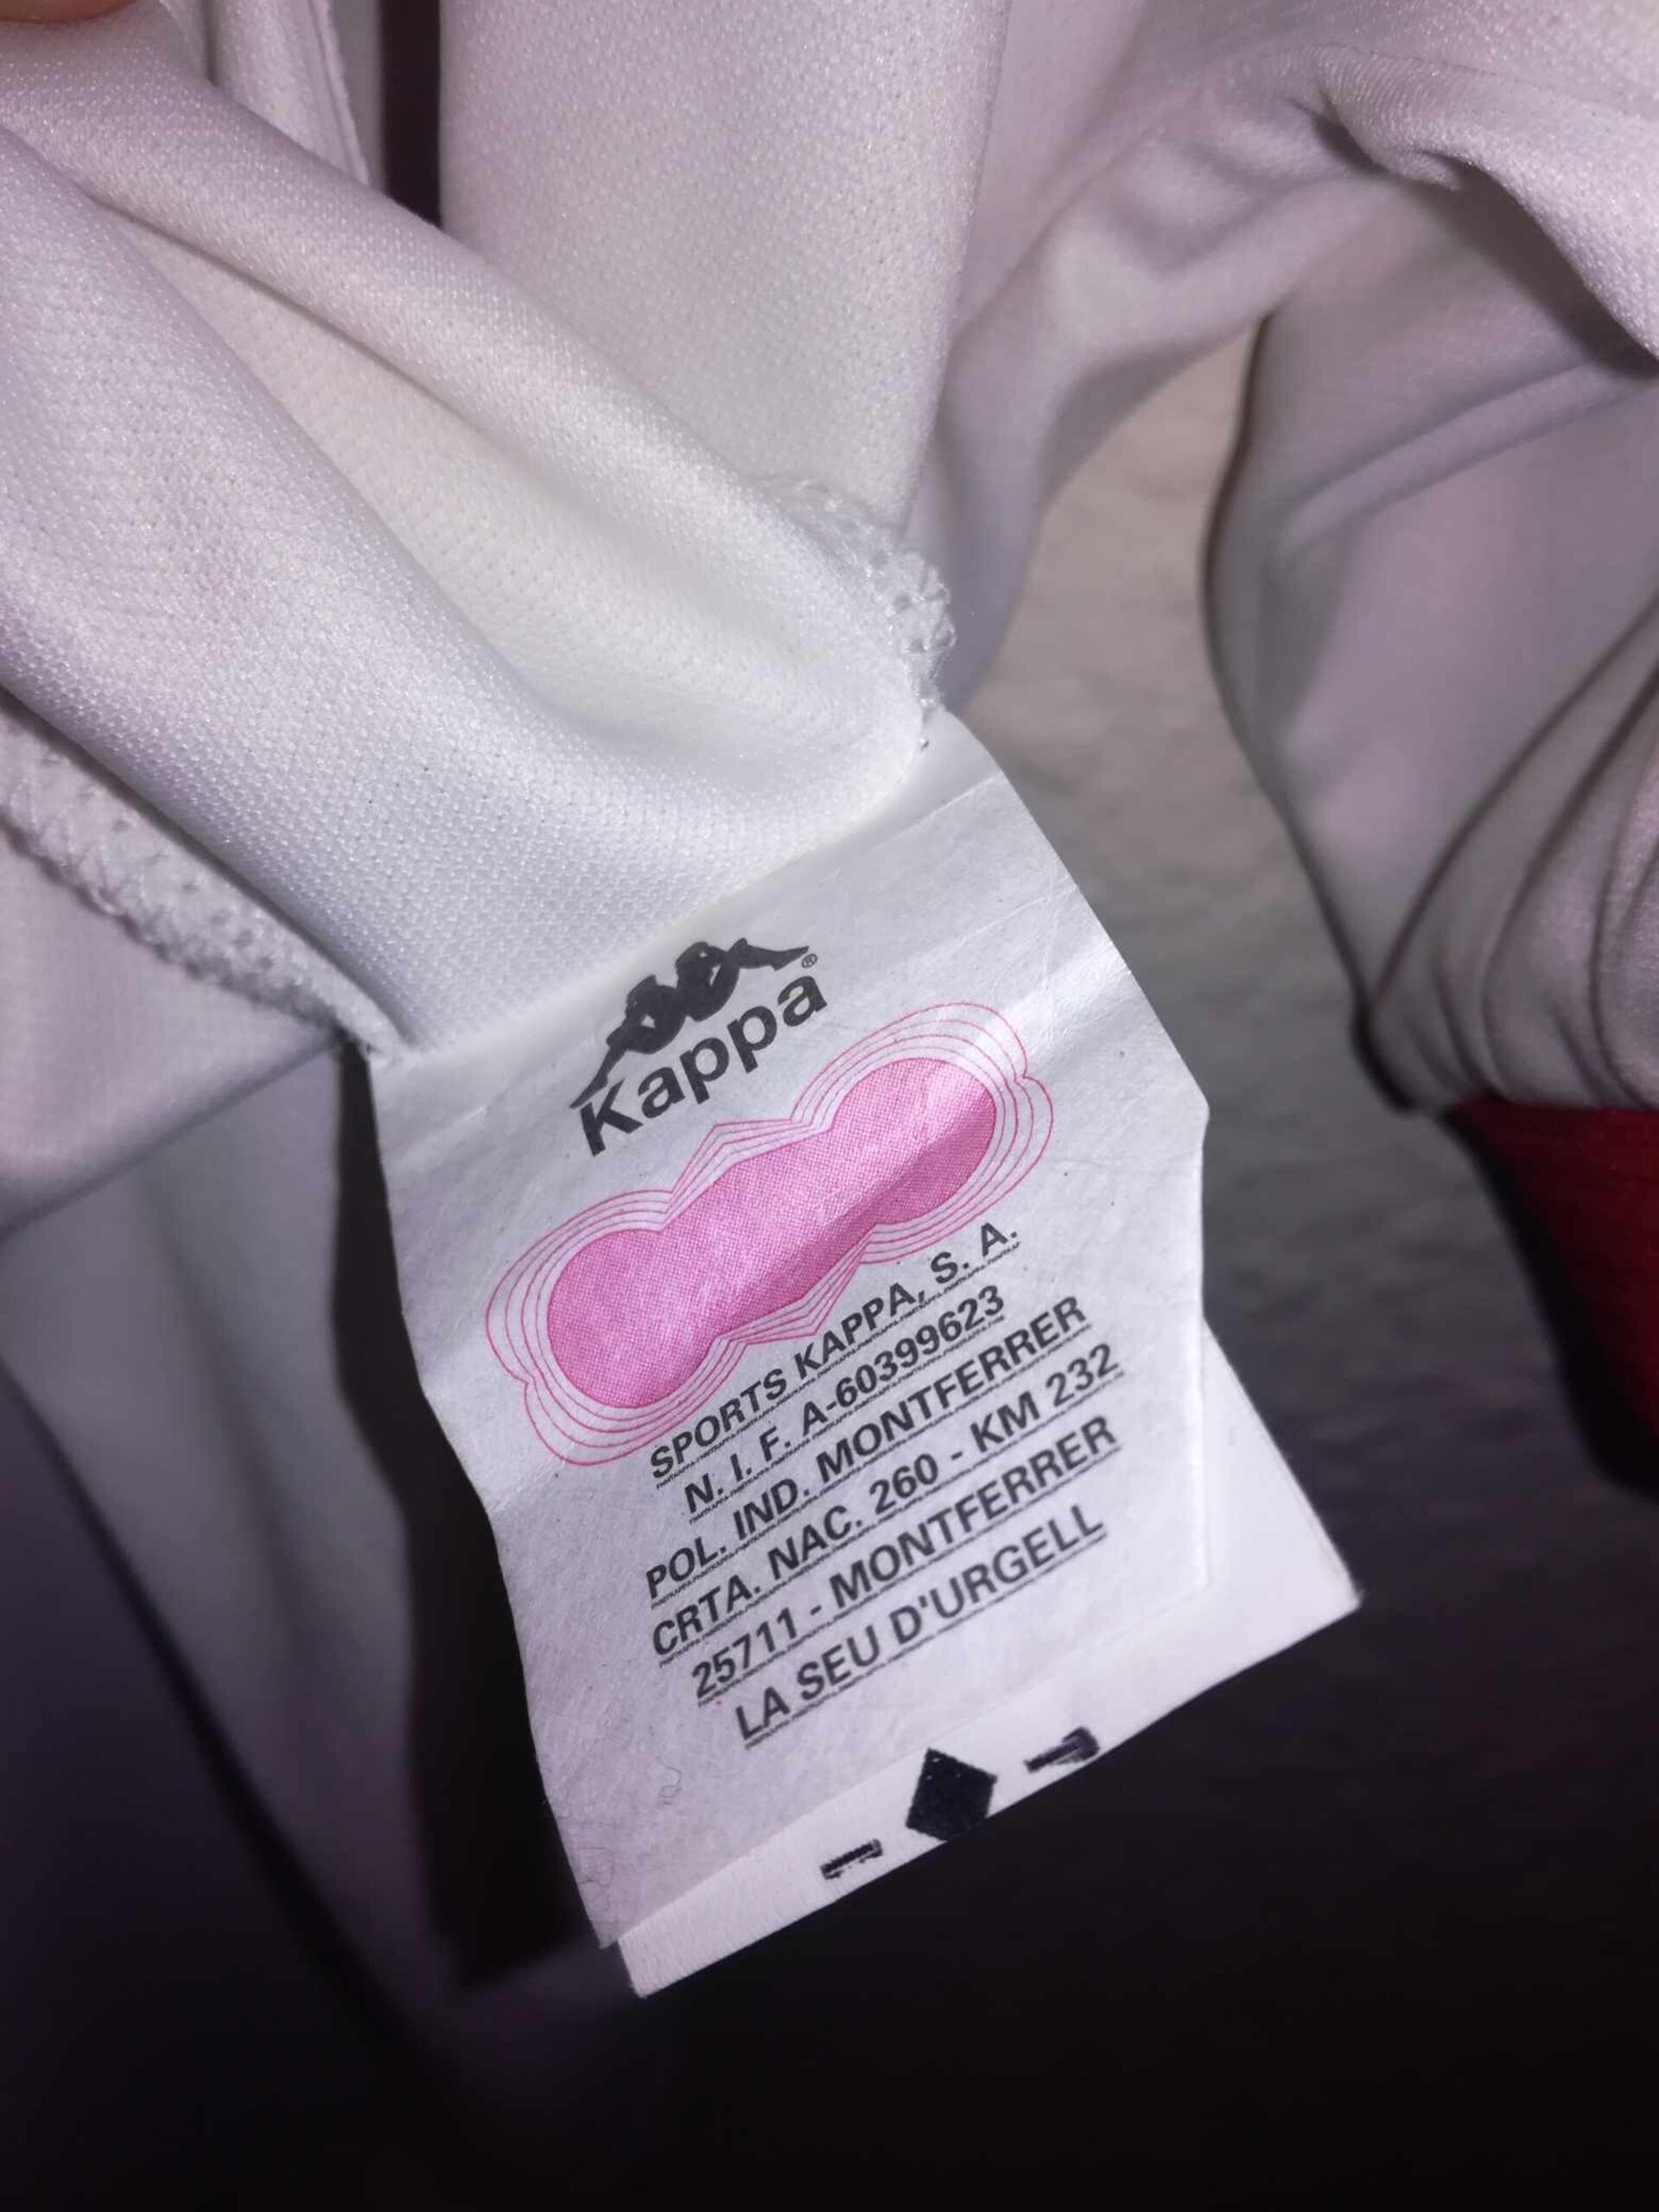 Kappa®
SPORTS KAPPA, S. A.
N. I. F. A-60399623
POL. IND. MONTFERRER
CRTA. NAC. 260 - KM 232
25711 - MONTFERRER
LA SEU D'URGELL